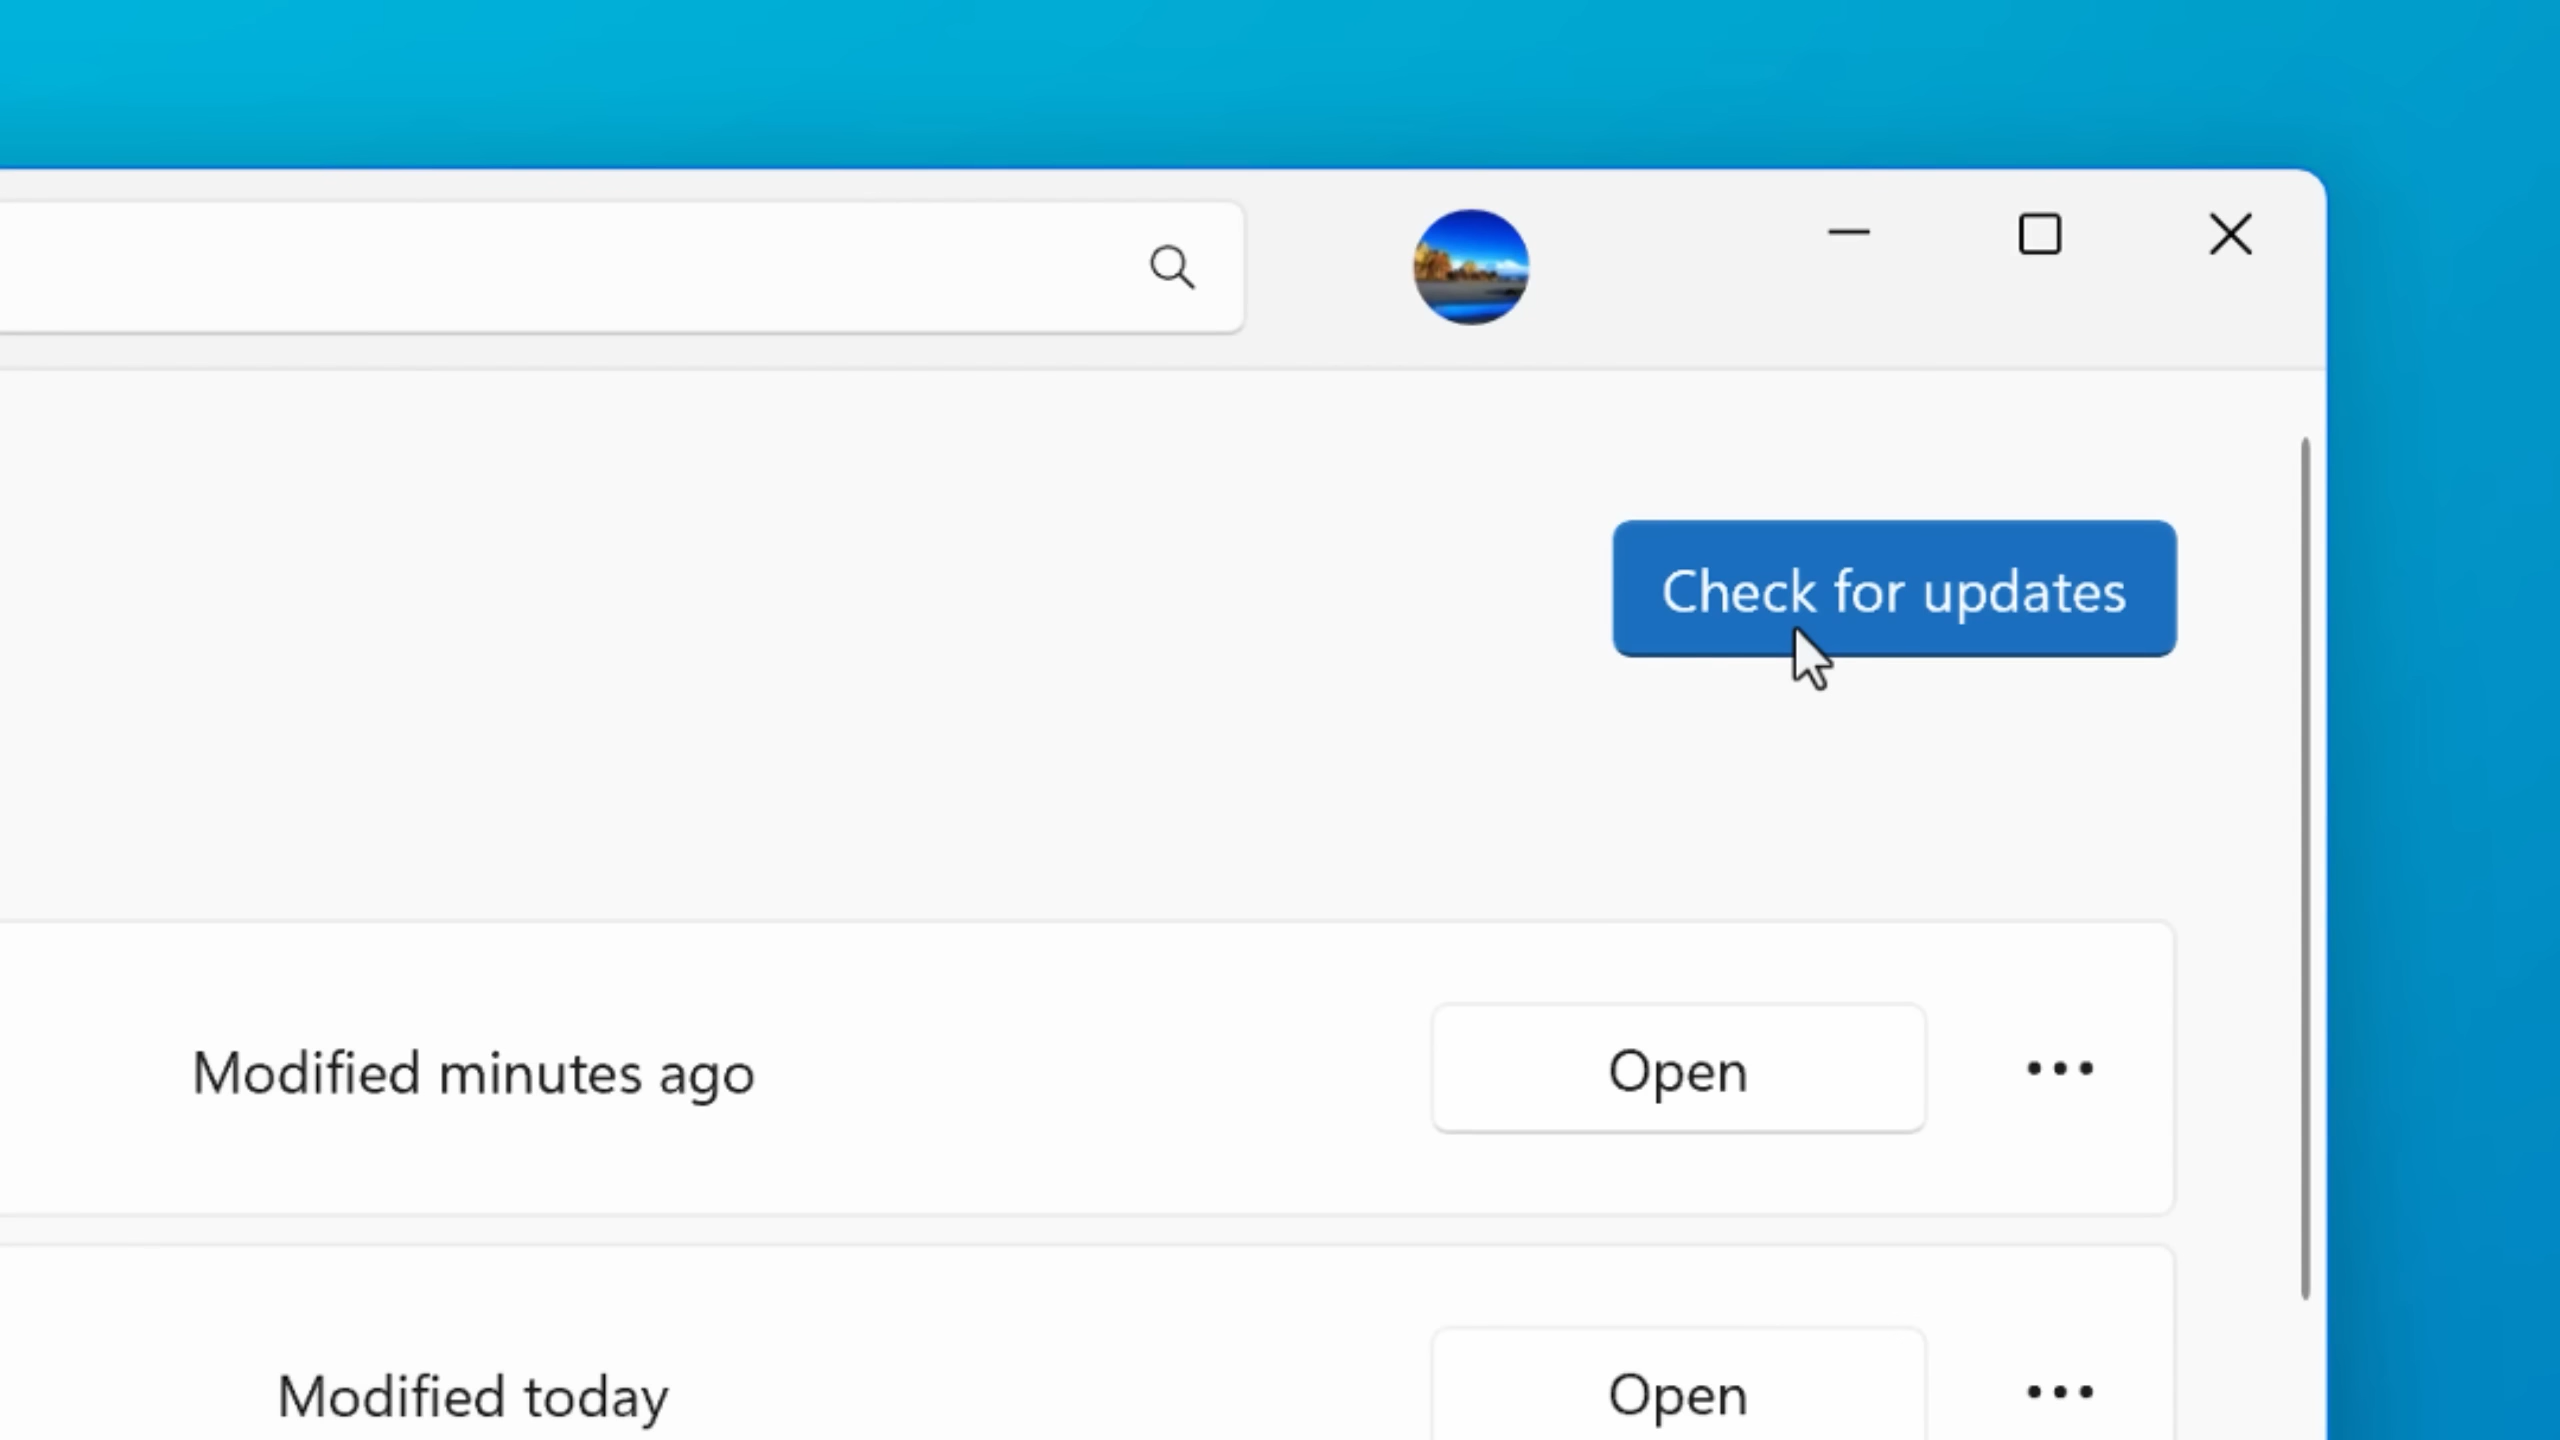 Check for updates
Modified minutes ago
Open
Modified today
Open